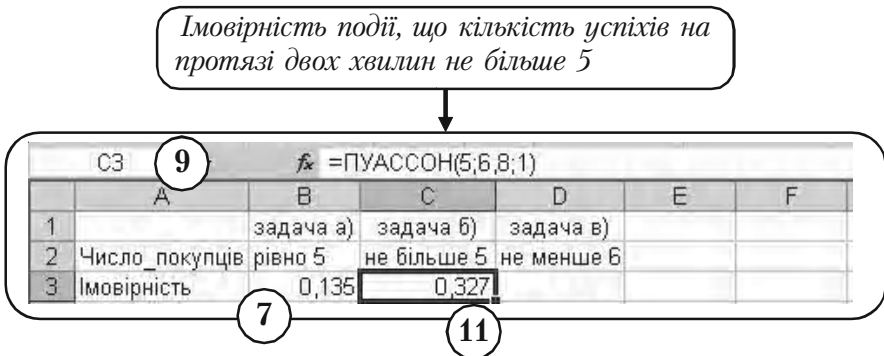 Імовірність події, що кількість успіхів на
протязі двох хвилин не більше 5
C3 9 fx =ПУАССОН(5;6,8;1)
A B C D E F
1 задача а) задача б) задача в)
2 Число_покупців рівно 5 не більше 5 не менше 6
3 Імовірність 0,135 0,327
7 11